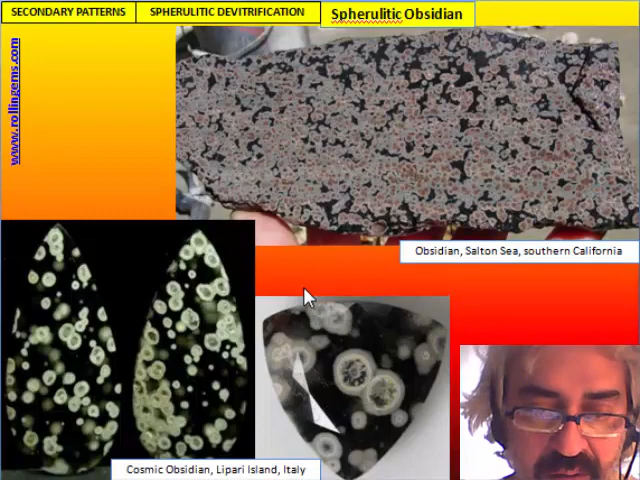 SECONDARY PATTERNS
SPHERULITIC DEVITRIFICATION
Spherulitic Obsidian
www.rollingems.com
Obsidian, Salton Sea, southern California
Cosmic Obsidian, Lipari Island, Italy